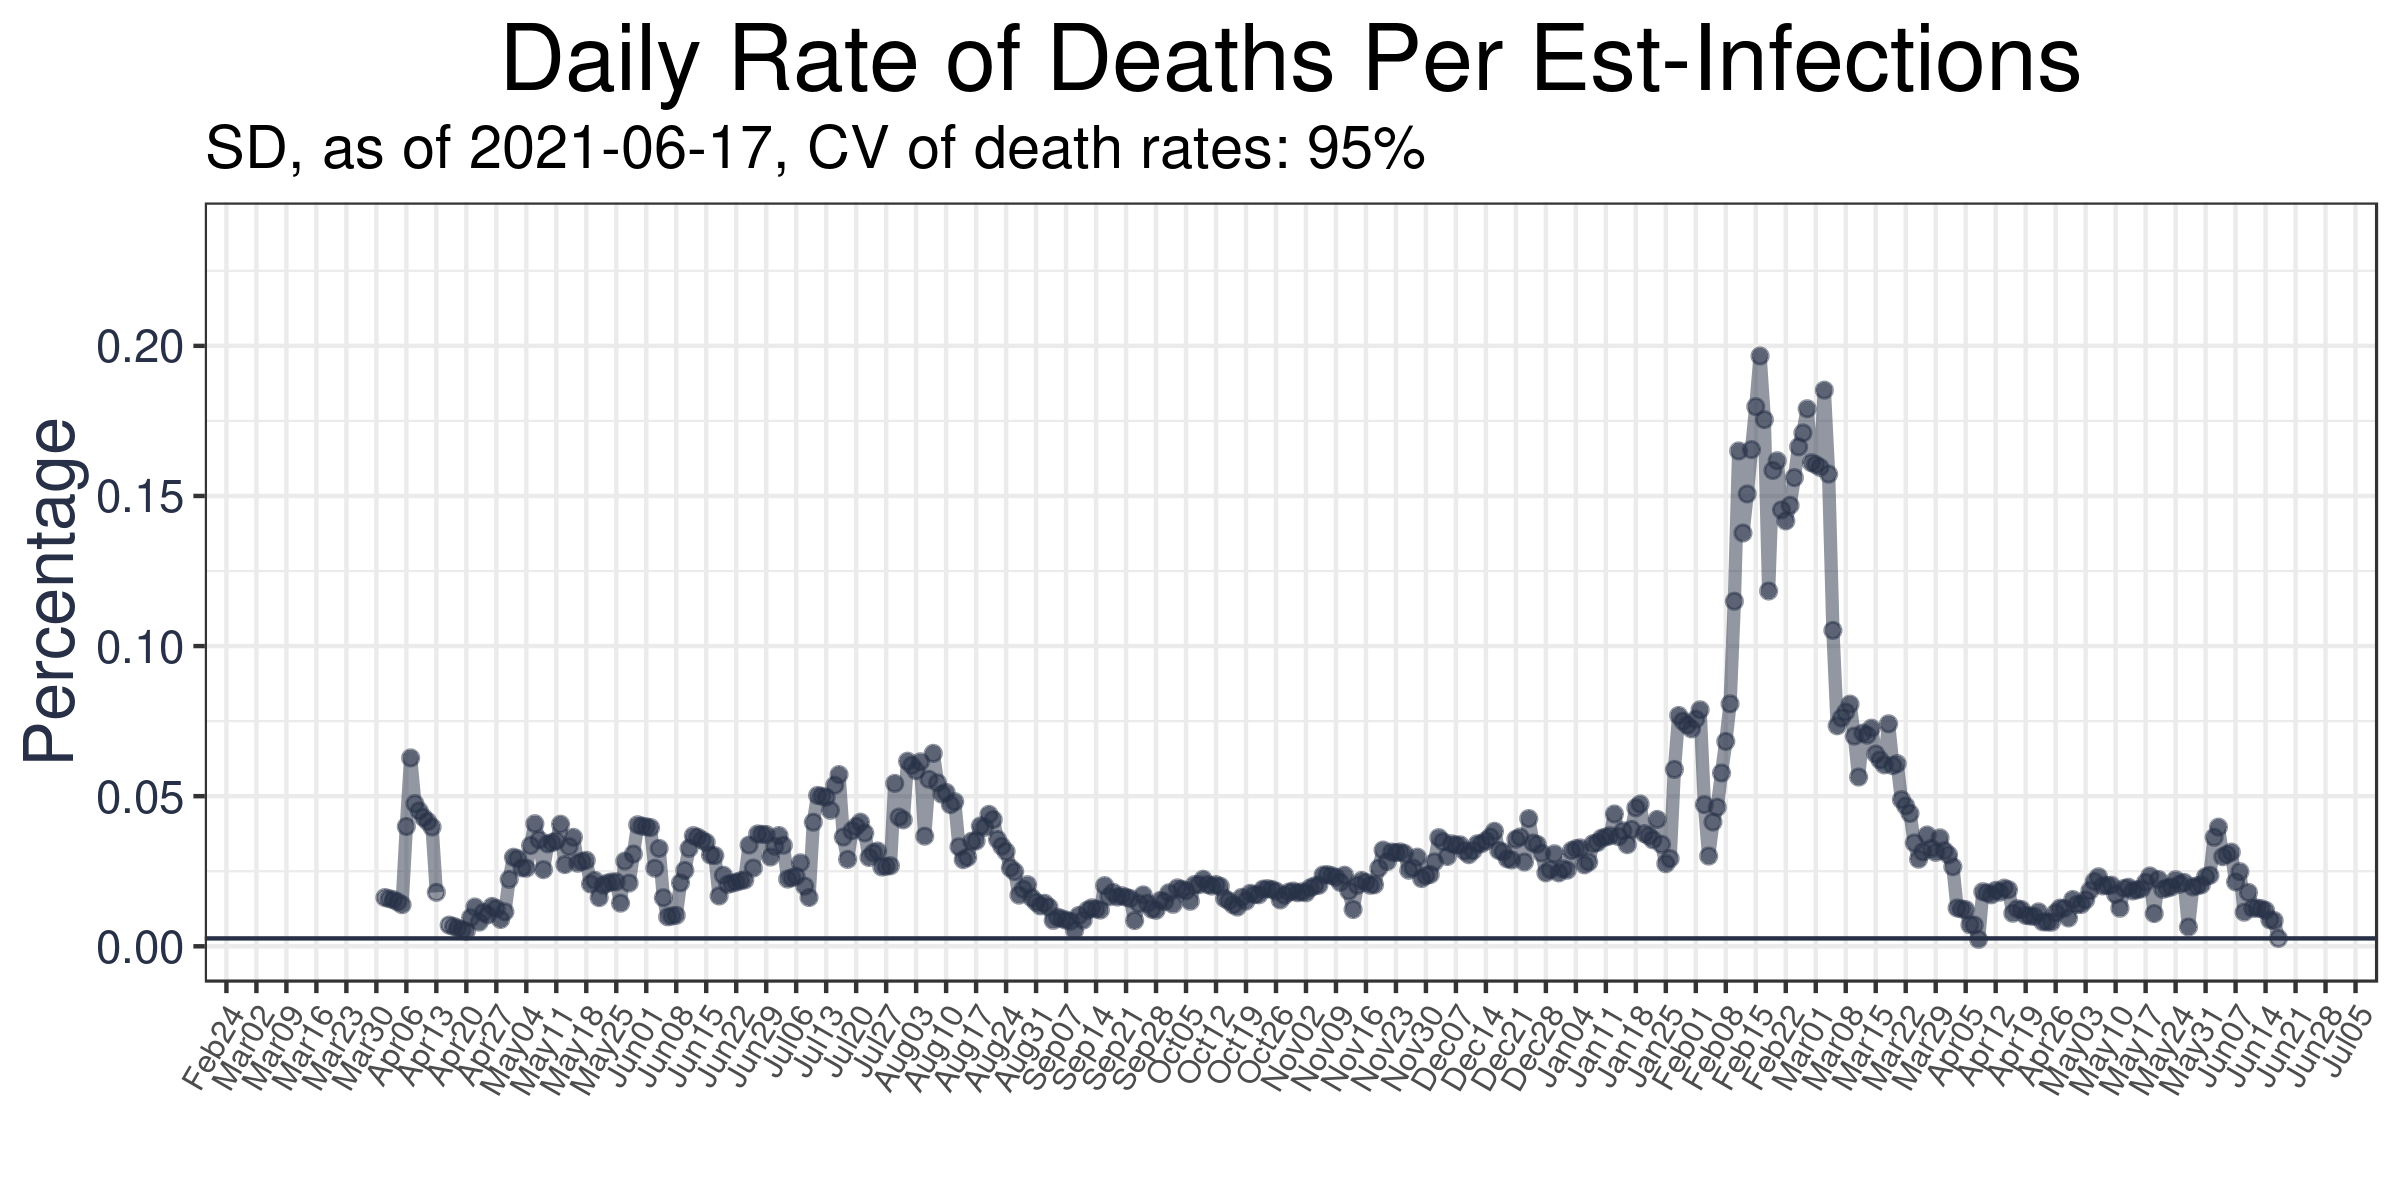 Daily Rate of Deaths Per Est-Infections
SD, as of 2021-06-17, CV of death rates: 95%
Percentage
0.20
0.15
0.10
0.05
0.00
Feb24
Mar02
Mar09
Mar16
Mar23
Mar30
Apr06
Apr13
Apr20
Apr27
May04
May11
May18
May25
Jun01
Jun08
Jun15
Jun22
Jun29
Jul06
Jul13
Jul20
Jul27
Aug03
Aug10
Aug17
Aug24
Aug31
Sep07
Sep14
Sep21
Sep28
Oct05
Oct12
Oct19
Oct26
Nov02
Nov09
Nov16
Nov23
Nov30
Dec07
Dec14
Dec21
Dec28
Jan04
Jan11
Jan18
Jan25
Feb01
Feb08
Feb15
Feb22
Mar01
Mar08
Mar15
Mar22
Mar29
Apr05
Apr12
Apr19
Apr26
May03
May10
May17
May24
May31
Jun07
Jun14
Jun21
Jun28
Jul05